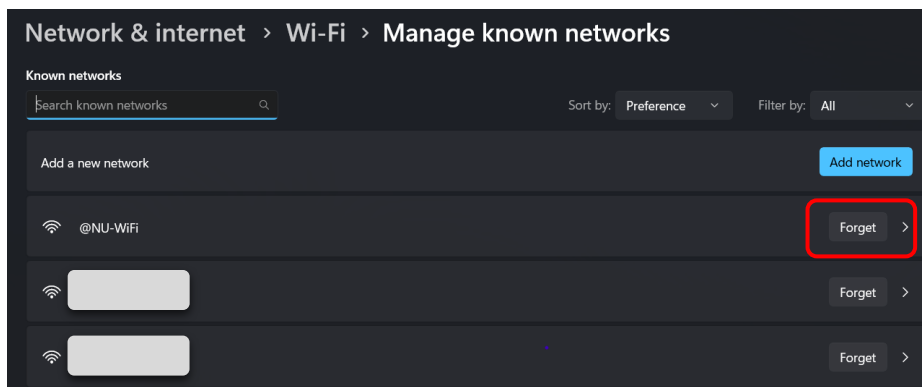 Network & internet > Wi-Fi > Manage known networks
Known networks
Search known networks
Sort by: Preference
Filter by: All
Add a new network
Add network
@NU-WiFi
Forget
Forget
Forget